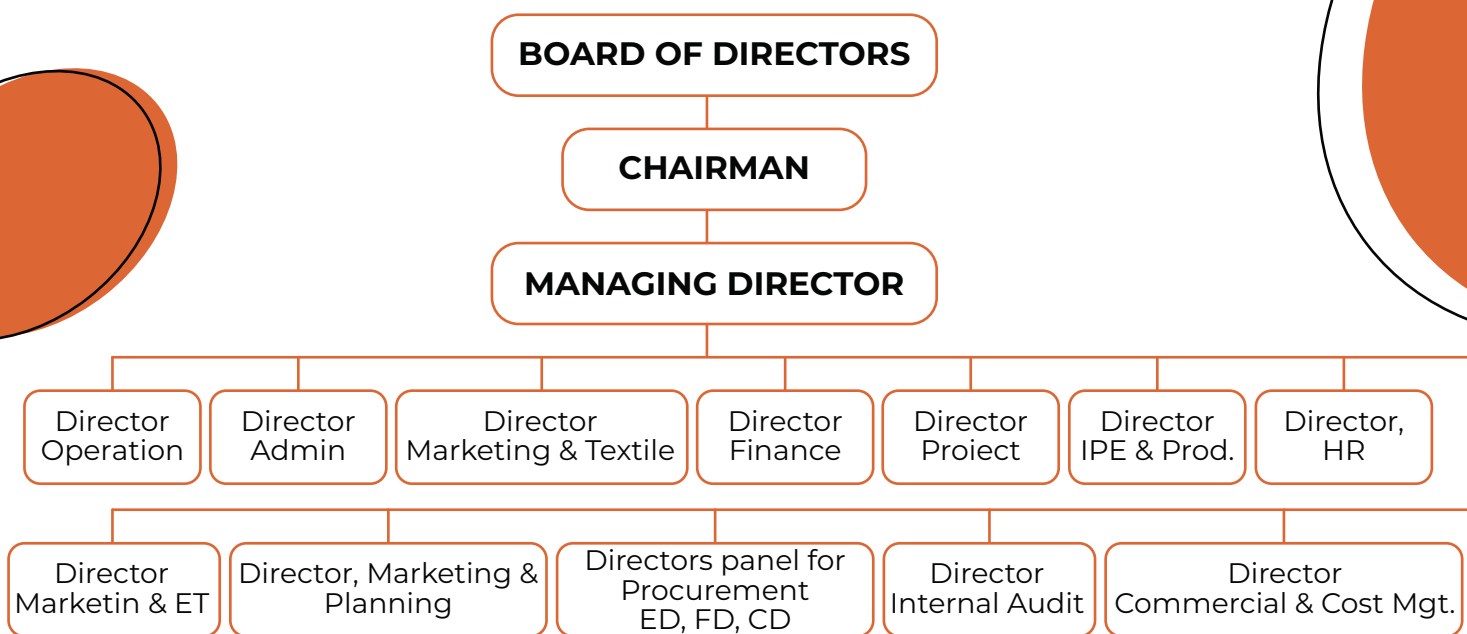 BOARD OF DIRECTORS
CHAIRMAN
MANAGING DIRECTOR
Director
Operation
Director
Admin
Director
Marketing & Textile
Director
Finance
Director
Proiect
Director
IPE & Prod.
Director,
HR
Director
Marketin & ET
Director, Marketing &
Planning
Directors panel for
Procurement
ED, FD, CD
Director
Internal Audit
Director
Commercial & Cost Mgt.